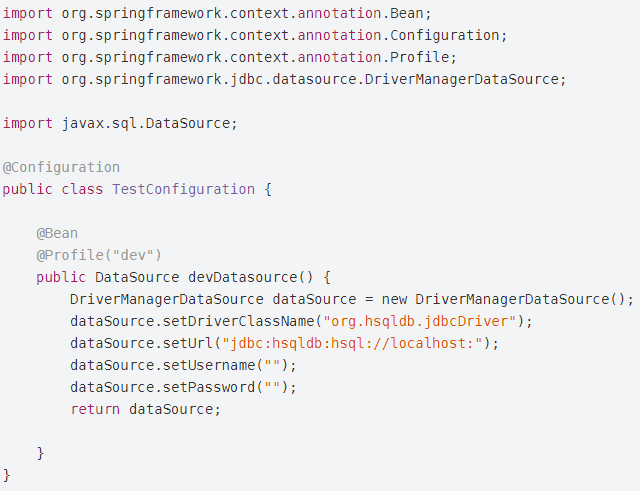 import org.springframework.context.annotation.Bean;
import org.springframework.context.annotation.Configuration;
import org.springframework.context.annotation.Profile;
import org.springframework.jdbc.datasource.DriverManagerDataSource;

import javax.sql.DataSource;

@Configuration
public class TestConfiguration {

    @Bean
    @Profile("dev")
    public DataSource devDatasource() {
        DriverManagerDataSource dataSource = new DriverManagerDataSource();
        dataSource.setDriverClassName("org.hsqldb.jdbcDriver");
        dataSource.setUrl("jdbc:hsqldb:hsql://localhost:");
        dataSource.setUsername("");
        dataSource.setPassword("");
        return dataSource;

    }
}